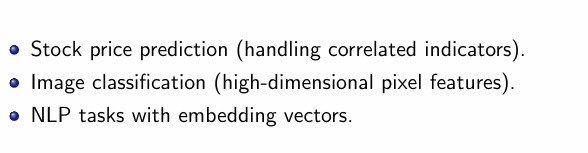 Stock price prediction (handling correlated indicators).
Image classification (high-dimensional pixel features).
NLP tasks with embedding vectors.